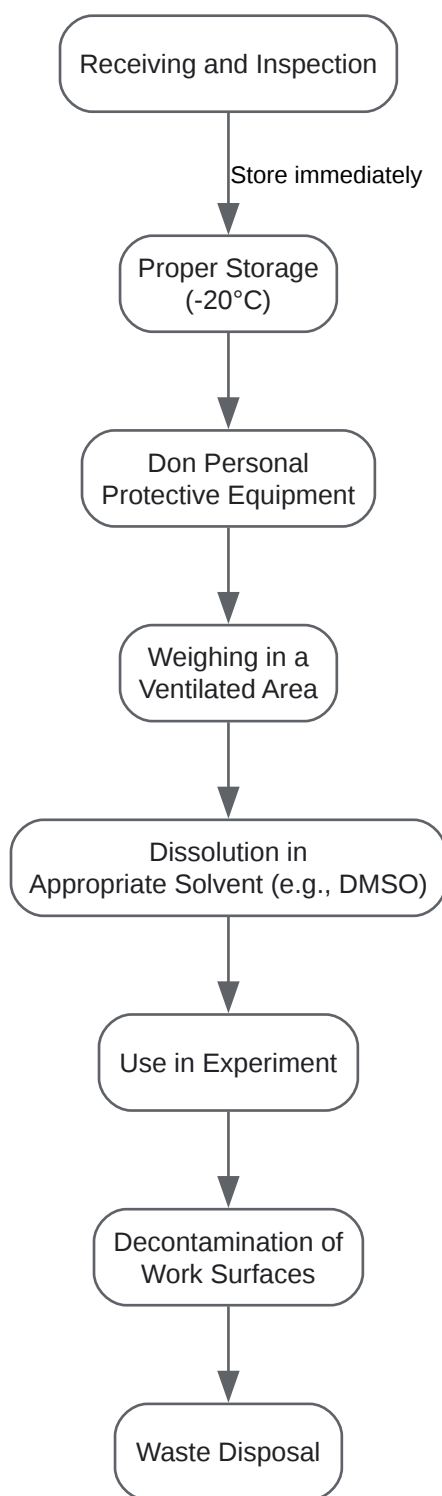 Receiving and Inspection
Store immediately
Proper Storage
(-20°C)
Don Personal
Protective Equipment
Weighing in a
Ventilated Area
Dissolution in
Appropriate Solvent (e.g., DMSO)
Use in Experiment
Decontamination of
Work Surfaces
Waste Disposal